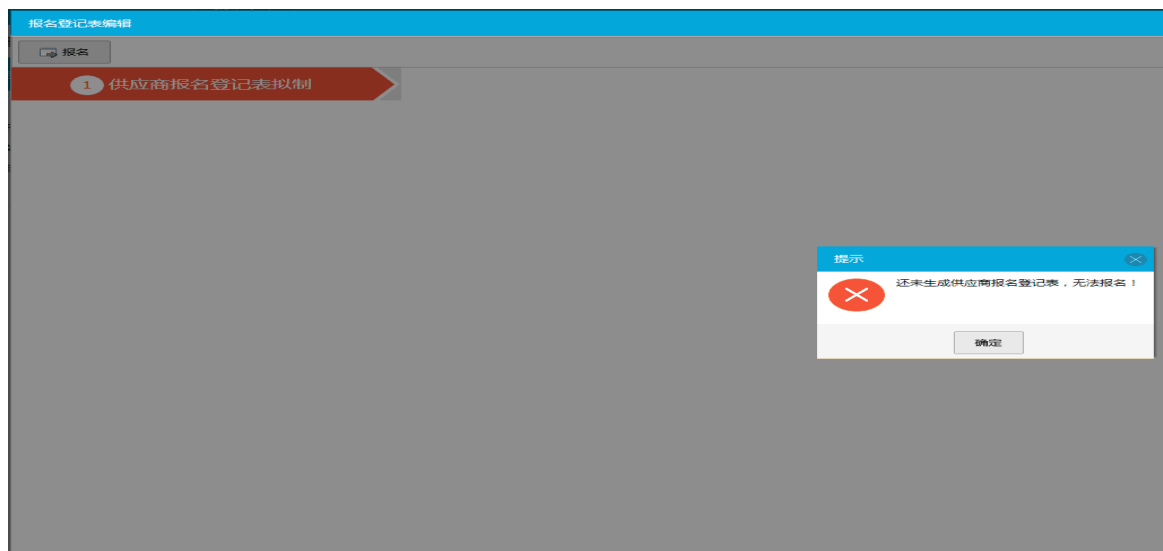 报名登记表编辑
报名
1 供应商报名登记表拟制
提示
还未生成供应商报名登记表，无法报名！
确定